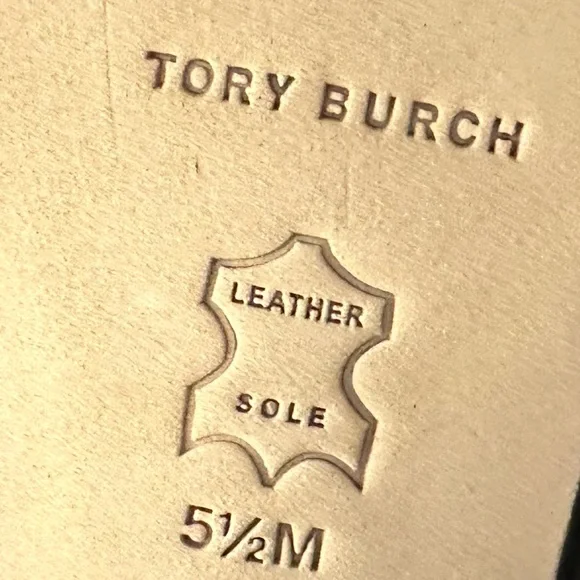 TORY BURCH
LEATHER
SOLE
5½M